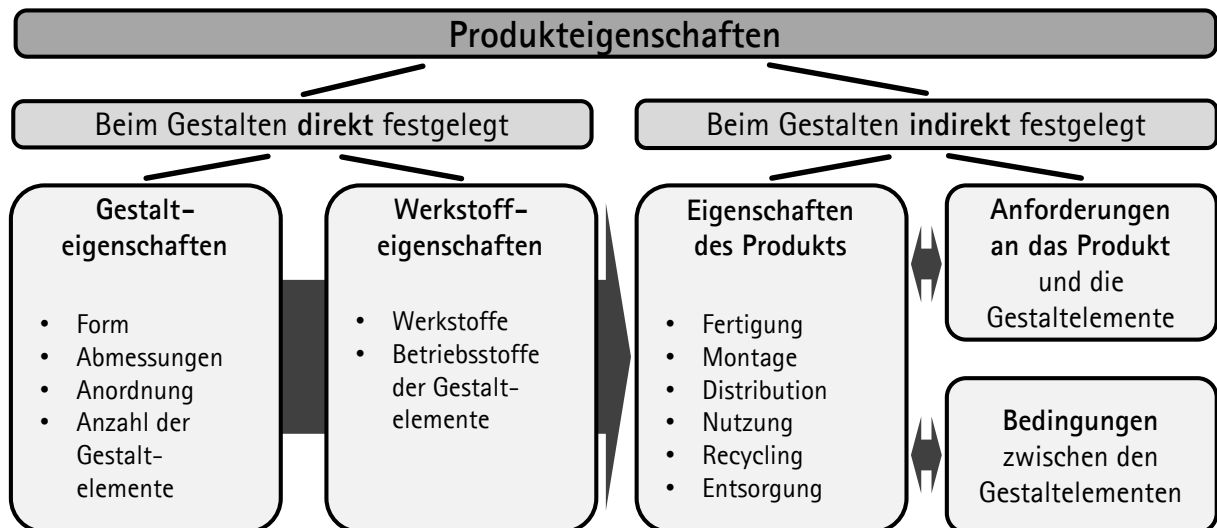 Produkteigenschaften
Beim Gestalten direkt festgelegt
Beim Gestalten indirekt festgelegt
Gestalt-
eigenschaften
• Form
• Abmessungen
• Anordnung
• Anzahl der
Gestalt-
elemente
Werkstoff-
eigenschaften
• Werkstoffe
• Betriebsstoffe
der Gestalt-
elemente
Eigenschaften
des Produkts
• Fertigung
• Montage
• Distribution
• Nutzung
• Recycling
• Entsorgung
Anforderungen
an das Produkt
und die
Gestaltelemente
Bedingungen
zwischen den
Gestaltelementen